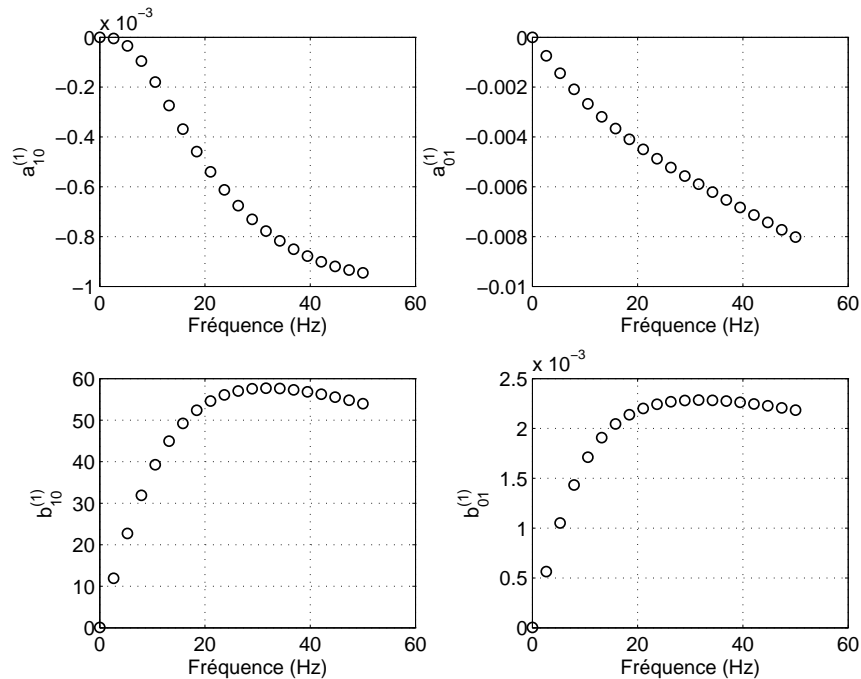 x 10⁻³
0
−0.2
−0.4
−0.6
−0.8
−1
0 20 40 60
Fréquence (Hz)
a₁₀⁽¹⁾
0
−0.002
−0.004
−0.006
−0.008
−0.01
0 20 40 60
Fréquence (Hz)
a₀₁⁽¹⁾
60
50
40
30
20
10
0
0 20 40 60
Fréquence (Hz)
b₁₀⁽¹⁾
x 10⁻³
2.5
2
1.5
1
0.5
0
0 20 40 60
Fréquence (Hz)
b₀₁⁽¹⁾